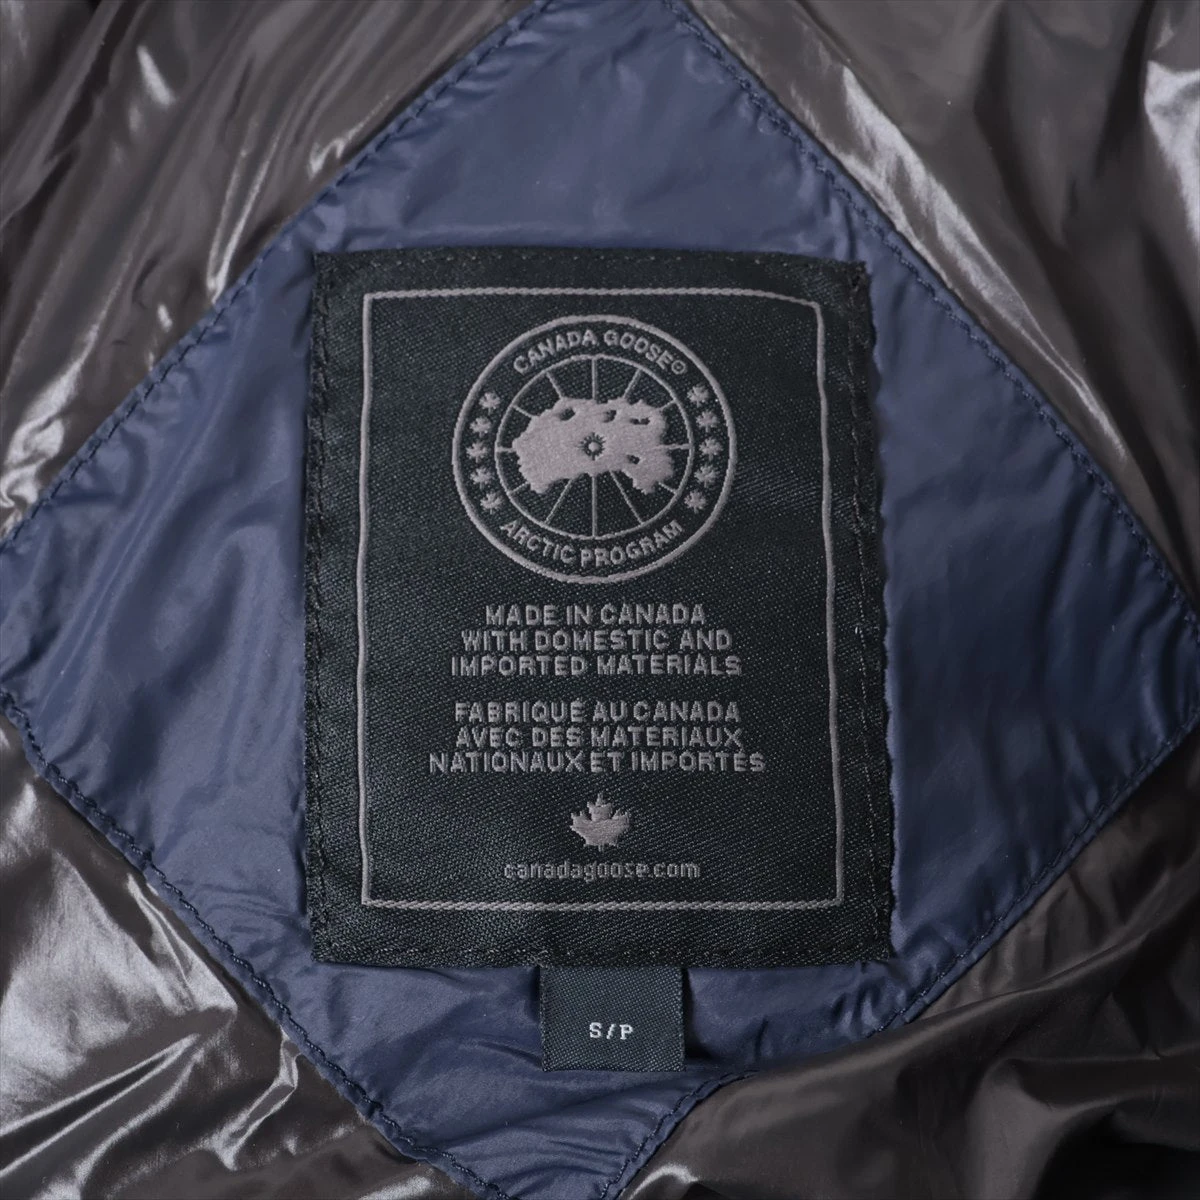 CANADA GOOSE®
ARCTIC PROGRAM
MADE IN CANADA
WITH DOMESTIC AND
IMPORTED MATERIALS
FABRIQUÉ AU CANADA
AVEC DES MATÉRIAUX
NATIONAUX ET IMPORTÉS
canadagoose.com
S/P